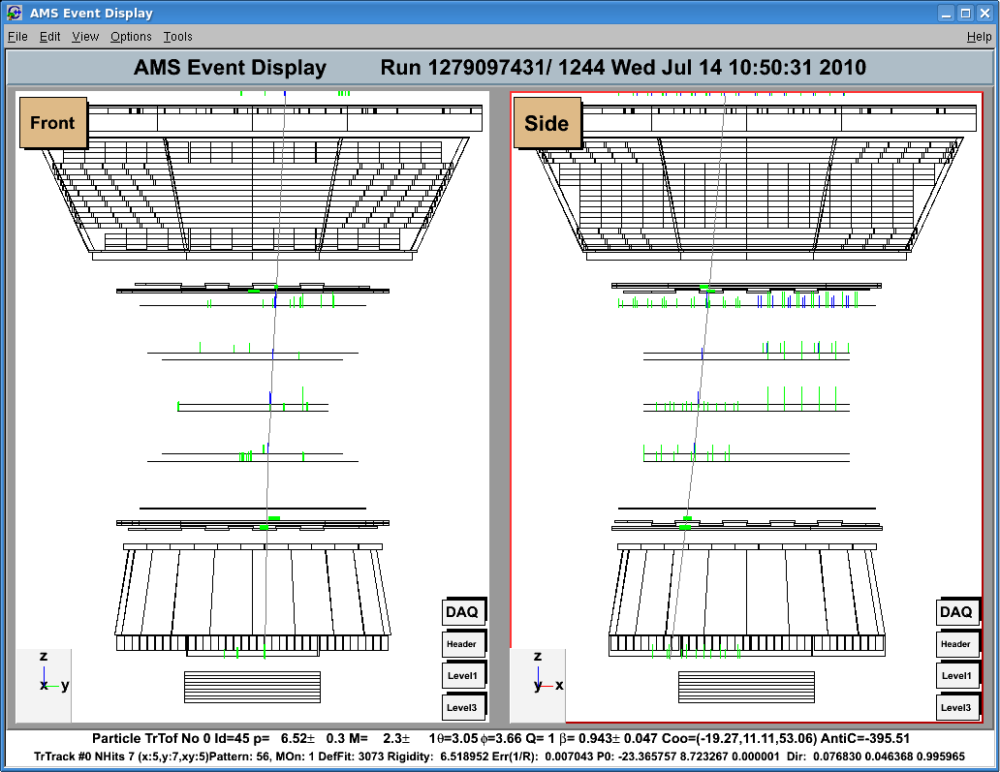 AMS Event Display
File Edit View Options Tools Help
AMS Event Display Run 1279097431/ 1244 Wed Jul 14 10:50:31 2010
Front
Side
DAQ
Header
Level1
Level3
z
x y
DAQ
Header
Level1
Level3
z
y x
Particle TrTof No 0 Id=45 p= 6.52± 0.3 M= 2.3± 1θ=3.05 ϕ=3.66 Q= 1 β= 0.943± 0.047 Coo=(-19.27,11.11,53.06) AntiC=-395.51
TrTrack #0 NHits 7 (x:5,y:7,xy:5)Pattern: 56, MOn: 1 DefFit: 3073 Rigidity: 6.518952 Err(1/R): 0.007043 P0: -23.365757 8.723267 0.000001 Dir: 0.076830 0.046368 0.995965